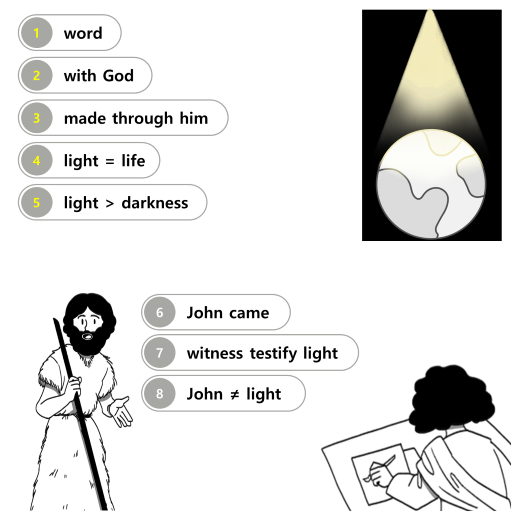 1 word
2 with God
3 made through him
4 light = life
5 light > darkness
6 John came
7 witness testify light
8 John ≠ light